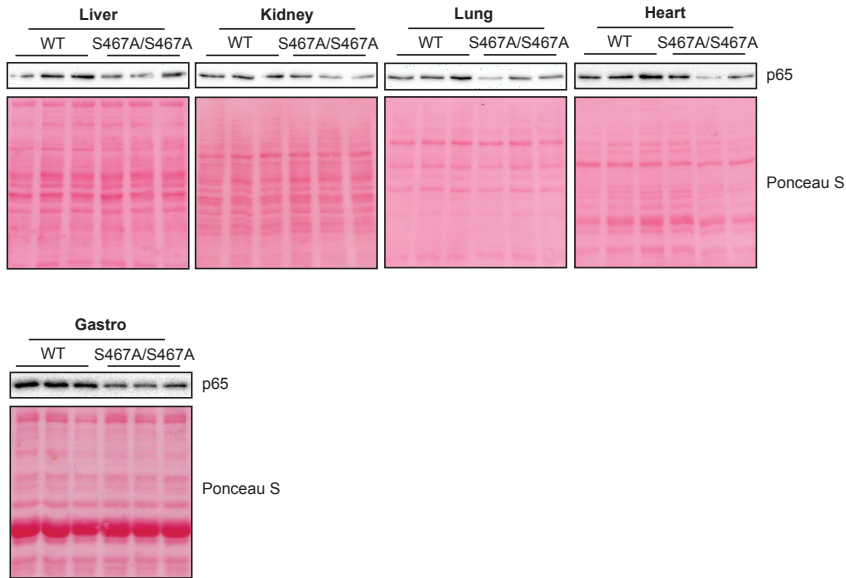 Liver Kidney Lung Heart
WT S467A/S467A WT S467A/S467A WT S467A/S467A WT S467A/S467A
p65
Ponceau S
Gastro
WT S467A/S467A
p65
Ponceau S